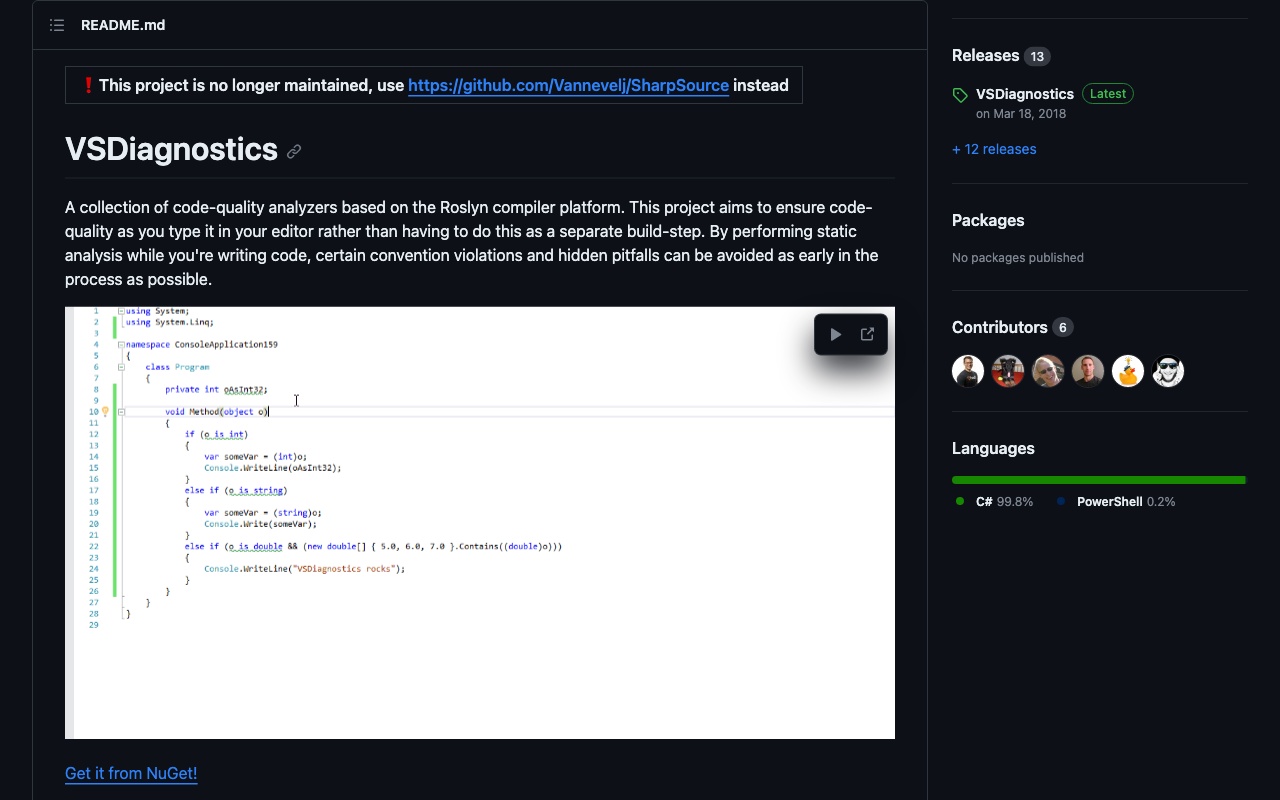 README.md
❗ This project is no longer maintained, use https://github.com/Vannevelj/SharpSource instead
VSDiagnostics
A collection of code-quality analyzers based on the Roslyn compiler platform. This project aims to ensure code-
quality as you type it in your editor rather than having to do this as a separate build-step. By performing static
analysis while you're writing code, certain convention violations and hidden pitfalls can be avoided as early in the
process as possible.
1 using System;
2 using System.Linq;
3
4 namespace ConsoleApplication159
5 {
6 class Program
7 {
8 private int oAsInt32;
9
10 void Method(object o)
11 {
12 if (o is int)
13 {
14 var someVar = (int)o;
15 Console.WriteLine(oAsInt32);
16 }
17 else if (o is string)
18 {
19 var someVar = (string)o;
20 Console.Write(someVar);
21 }
22 else if (o is double && (new double[] { 5.0, 6.0, 7.0 }.Contains((double)o)))
23 {
24 Console.WriteLine("VSDiagnostics rocks");
25 }
26 }
27 }
28 }
29
Get it from NuGet!
Releases 13
VSDiagnostics Latest
on Mar 18, 2018
+ 12 releases
Packages
No packages published
Contributors 6
Languages
C# 99.8% PowerShell 0.2%